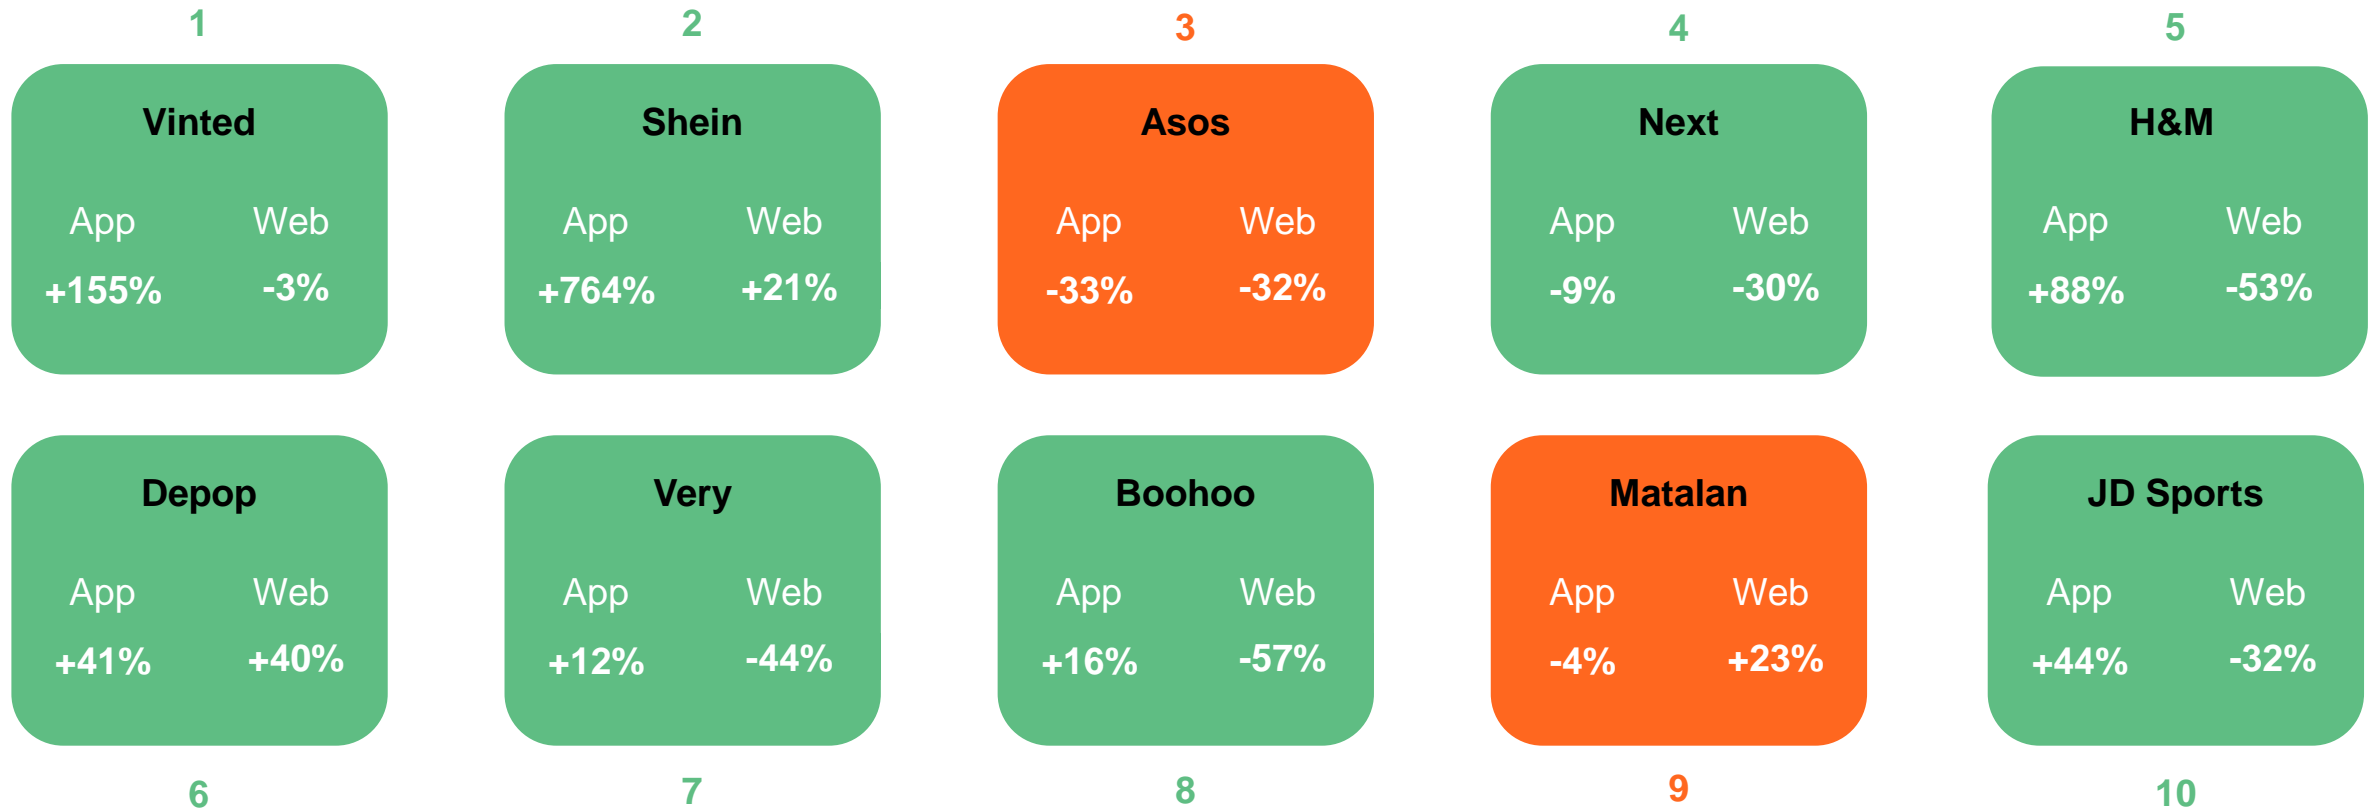 1 2 3 4 5
Vinted Shein Asos Next H&M
App Web App Web App Web App Web App Web
+155% -3% +764% +21% -33% -32% -9% -30% +88% -53%
Depop Very Boohoo Matalan JD Sports
App Web App Web App Web App Web App Web
+41% +40% +12% -44% +16% -57% -4% +23% +44% -32%
6 7 8 9 10